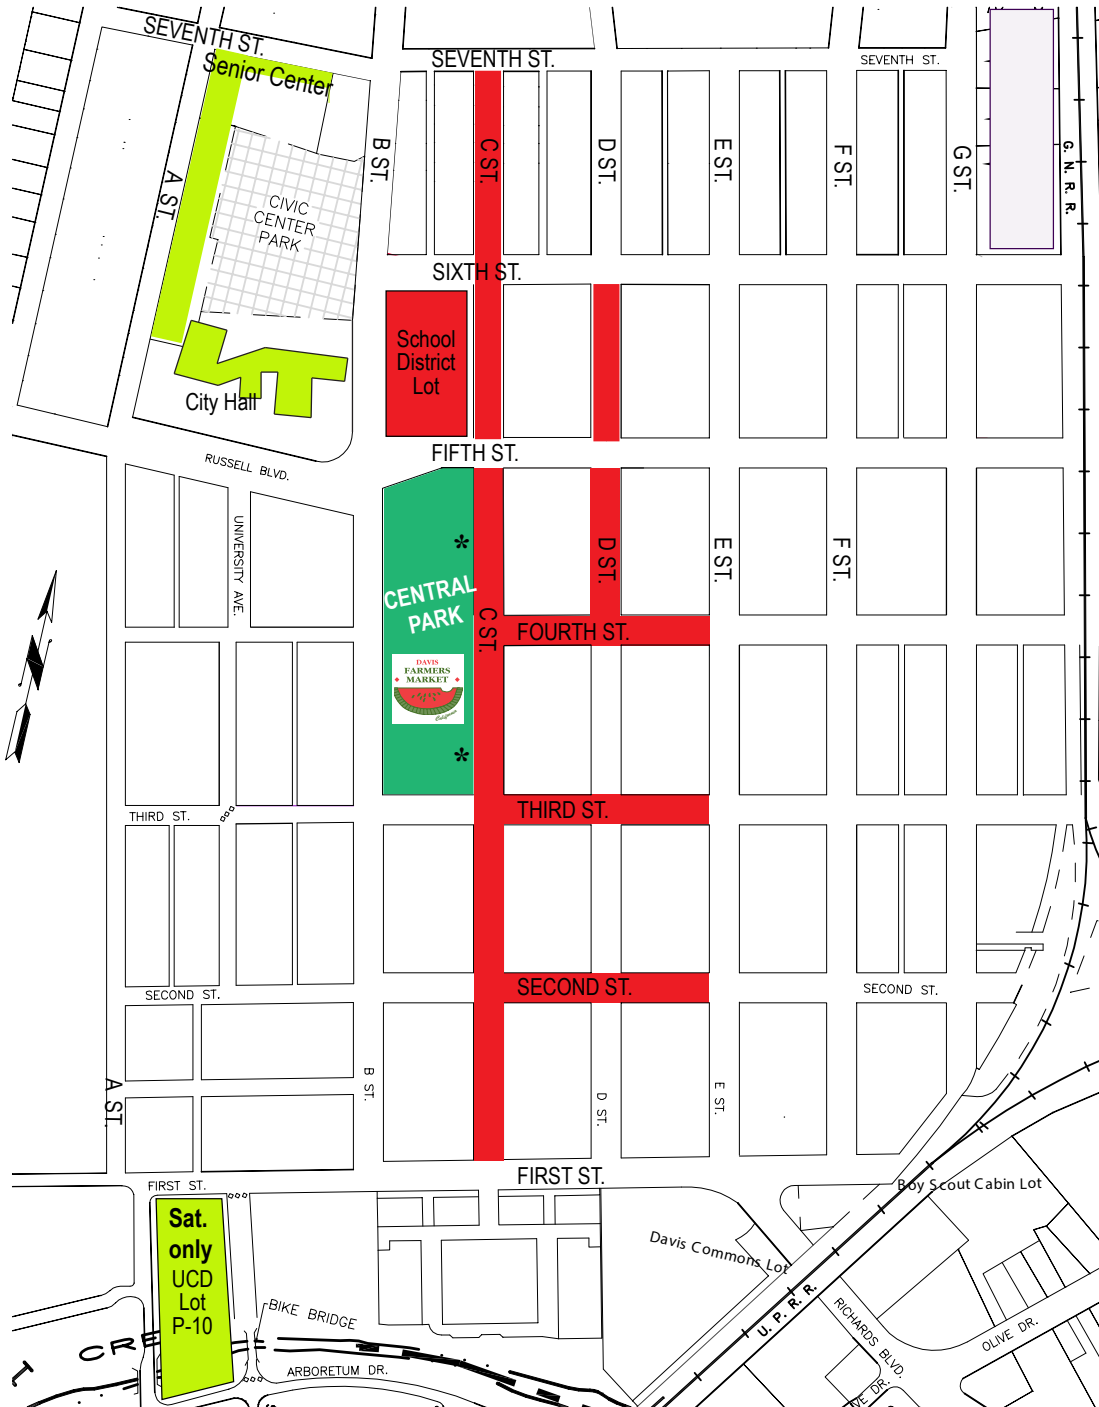 SEVENTH ST.
Senior Center
SEVENTH ST.
SEVENTH ST.
A ST.
B ST.
C ST.
D ST.
E ST.
F ST.
G ST.
G. N. R. R.
CIVIC
CENTER
PARK
SIXTH ST.
School
District
Lot
City Hall
FIFTH ST.
RUSSELL BLVD.
UNIVERSITY AVE.
*
CENTRAL
PARK
DAVIS
FARMERS
MARKET
California
*
C ST.
D ST.
E ST.
F ST.
FOURTH ST.
N
THIRD ST.
THIRD ST.
SECOND ST.
SECOND ST.
SECOND ST.
A ST.
B ST.
D ST.
E ST.
FIRST ST.
FIRST ST.
Sat.
only
UCD
Lot
P-10
BIKE BRIDGE
ARBORETUM DR.
T CRE
Boy Scout Cabin Lot
Davis Commons Lot
U. P. R. R.
RICHARDS BLVD.
OLIVE DR.
VE DR.